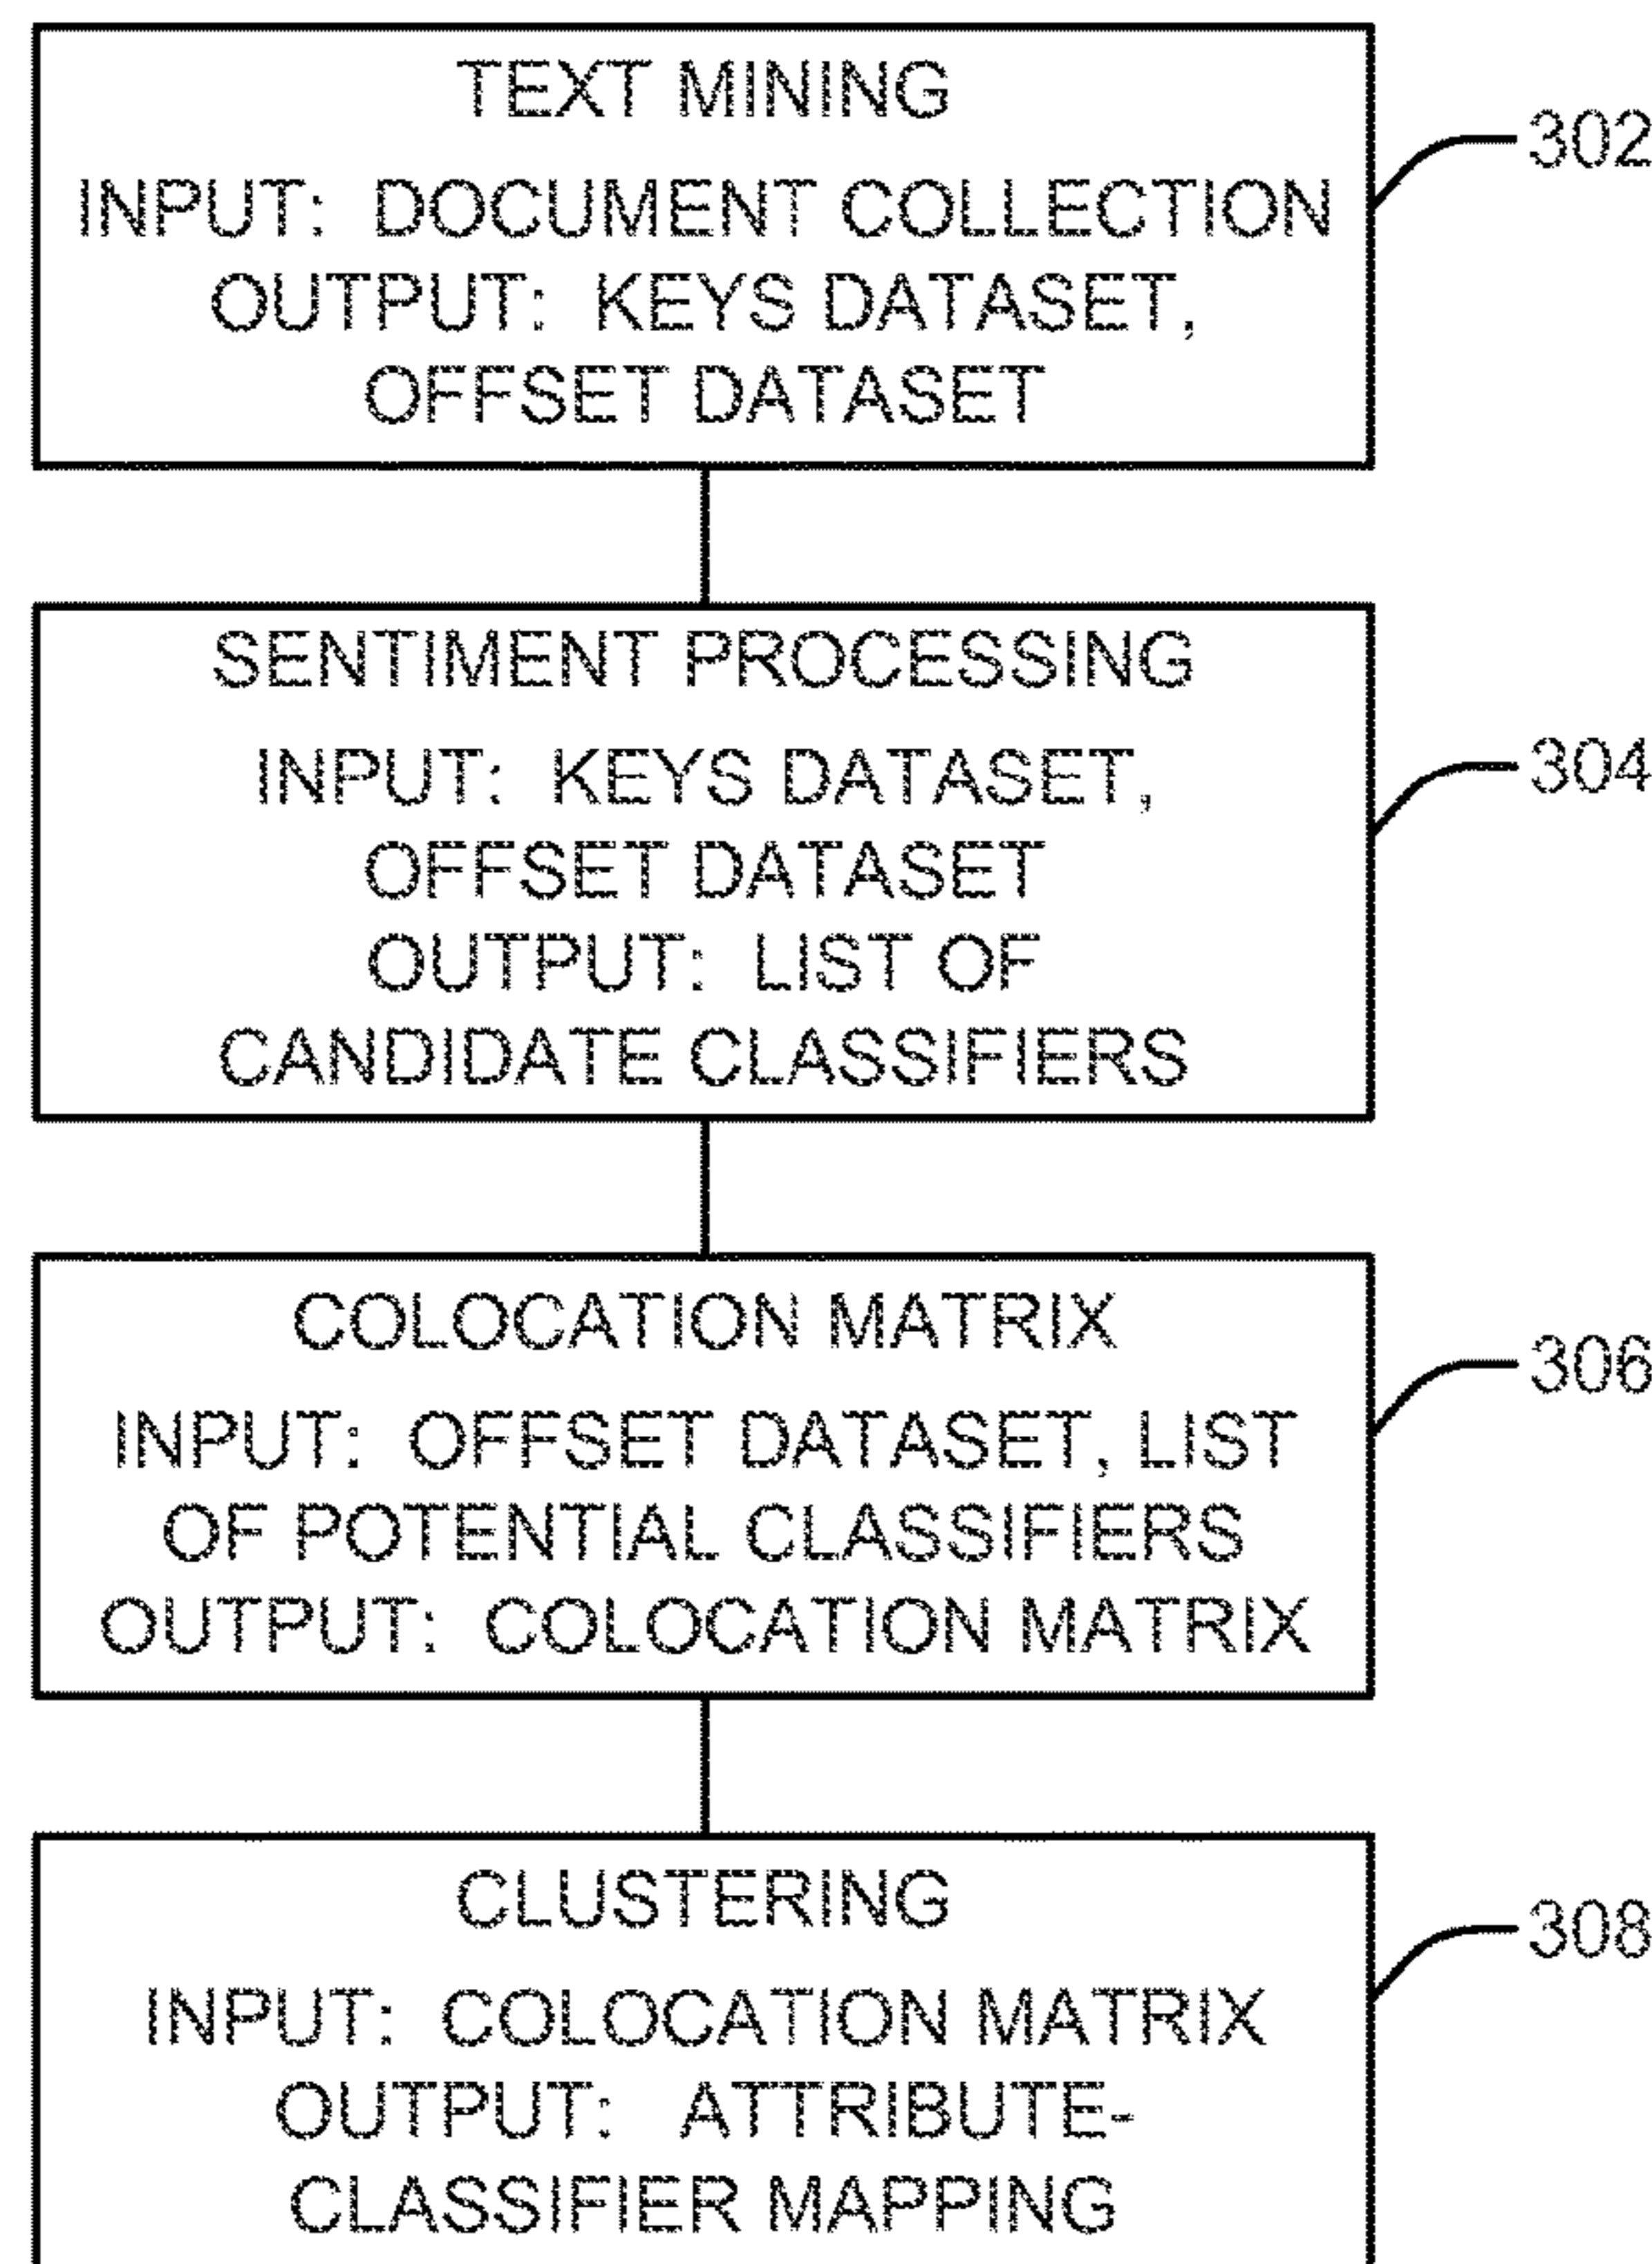 TEXT MINING
INPUT: DOCUMENT COLLECTION
OUTPUT: KEYS DATASET,
OFFSET DATASET
302
SENTIMENT PROCESSING
INPUT: KEYS DATASET,
OFFSET DATASET
OUTPUT: LIST OF
CANDIDATE CLASSIFIERS
304
COLOCATION MATRIX
INPUT: OFFSET DATASET, LIST
OF POTENTIAL CLASSIFIERS
OUTPUT: COLOCATION MATRIX
306
CLUSTERING
INPUT: COLOCATION MATRIX
OUTPUT: ATTRIBUTE-
CLASSIFIER MAPPING
308